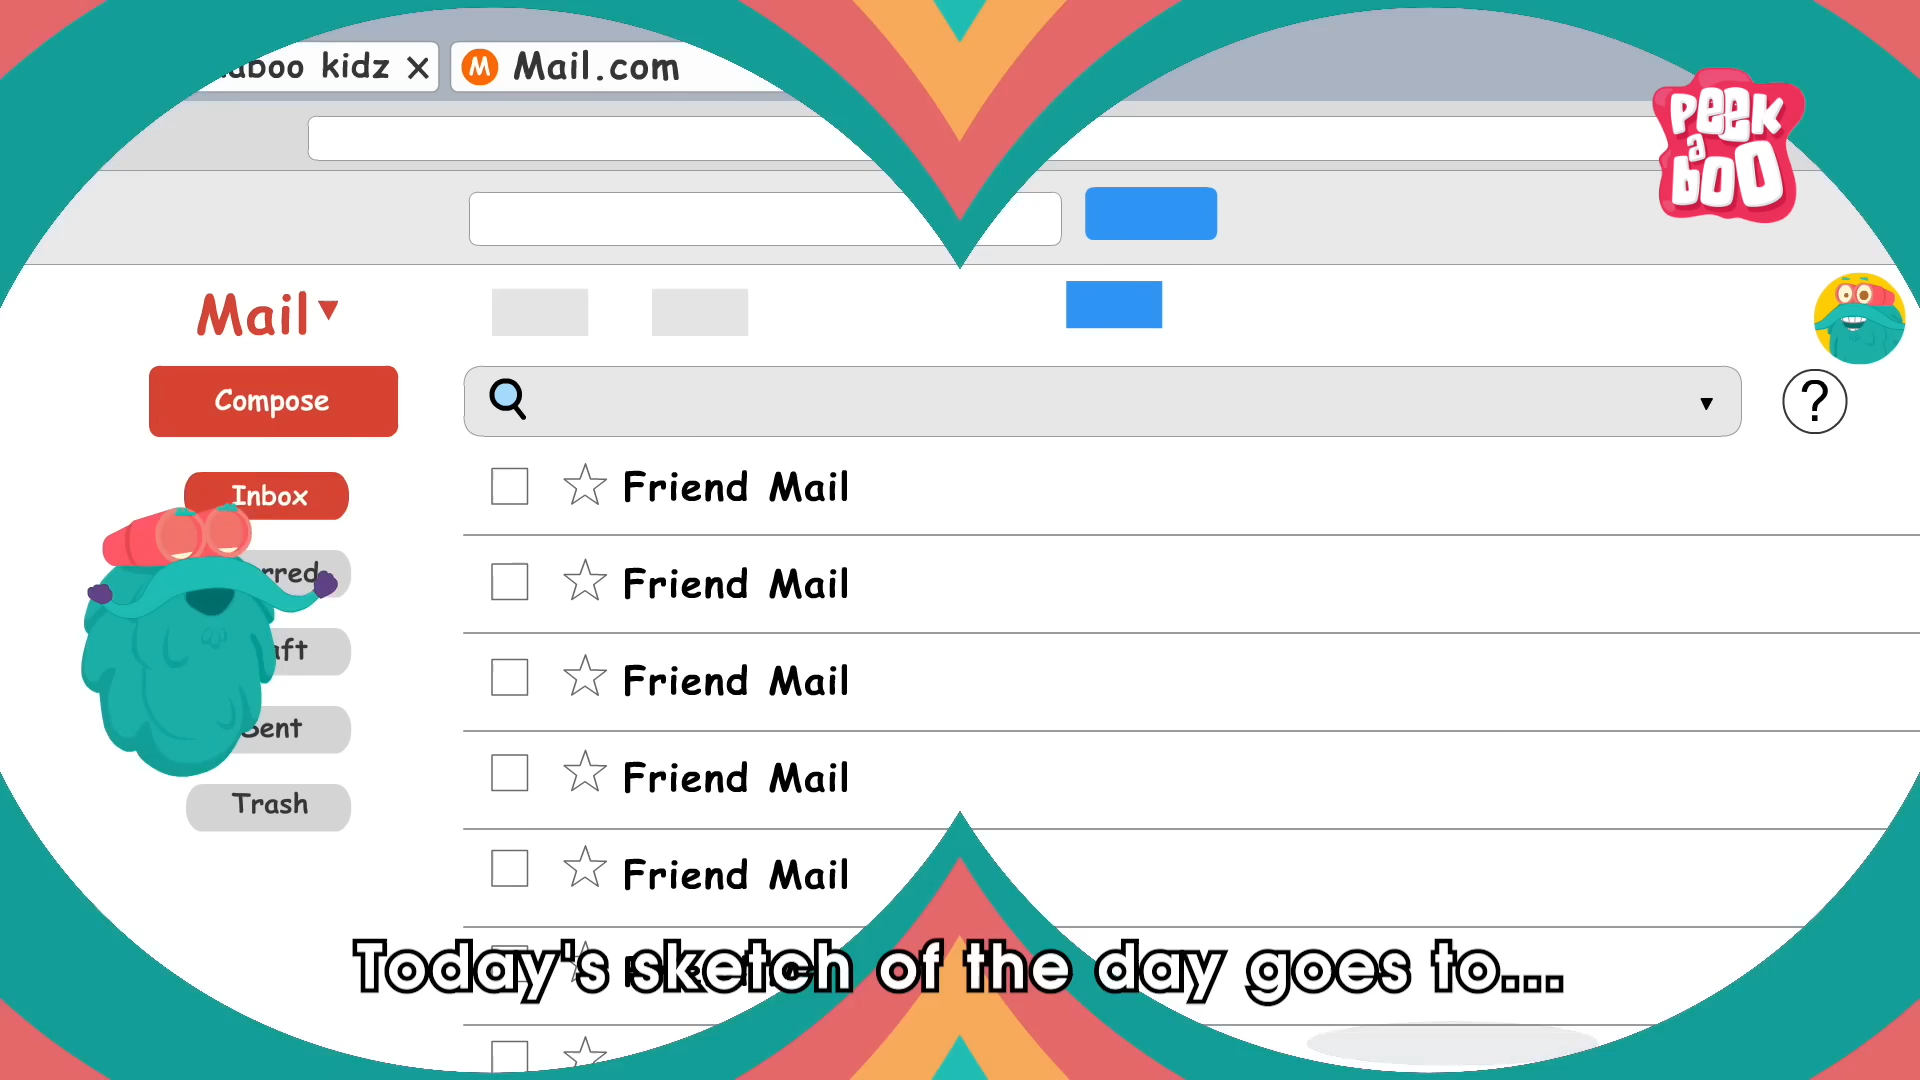 kidz X
M Mail.com
PEEK
a
BOO
Mail
Compose
?
Inbox
Friend Mail
Friend Mail
Friend Mail
Sent
Friend Mail
Trash
Friend Mail
Today's sketch of the day goes to...